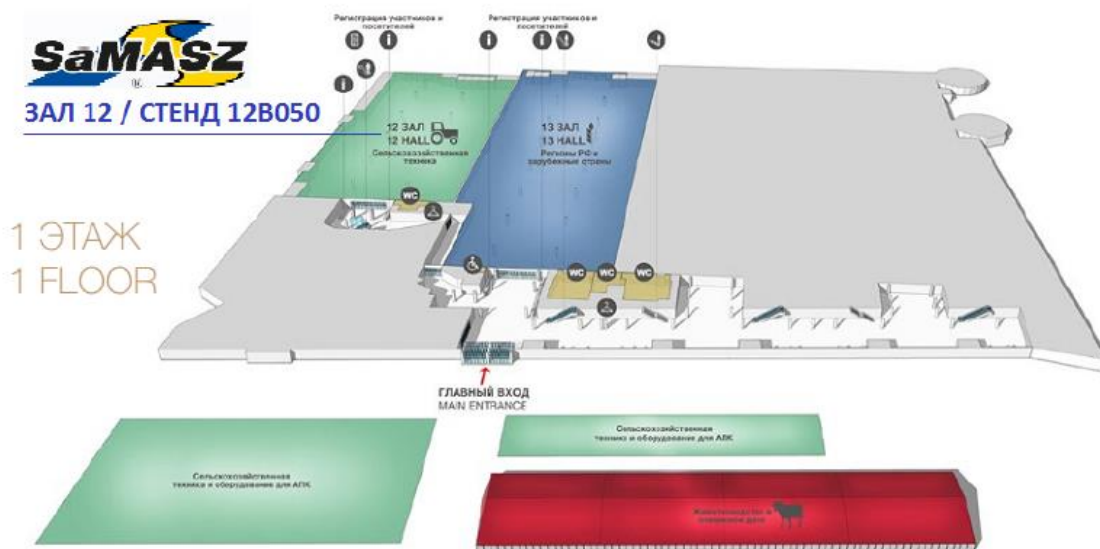 Регистрация участников и
посетителей
Регистрация участников и
посетителей
SaMASZ
ЗАЛ 12 / СТЕНД 12B050
12 ЗАЛ
12 HALL
Сельскохозяйственная
техника
13 ЗАЛ
13 HALL
Регионы РФ и
зарубежные страны
WC
1 ЭТАЖ
1 FLOOR
WC
WC
WC
ГЛАВНЫЙ ВХОД
MAIN ENTRANCE
Сельскохозяйственная
техника и оборудование для АПК
Сельскохозяйственная
техника и оборудование для АПК
Животноводство и